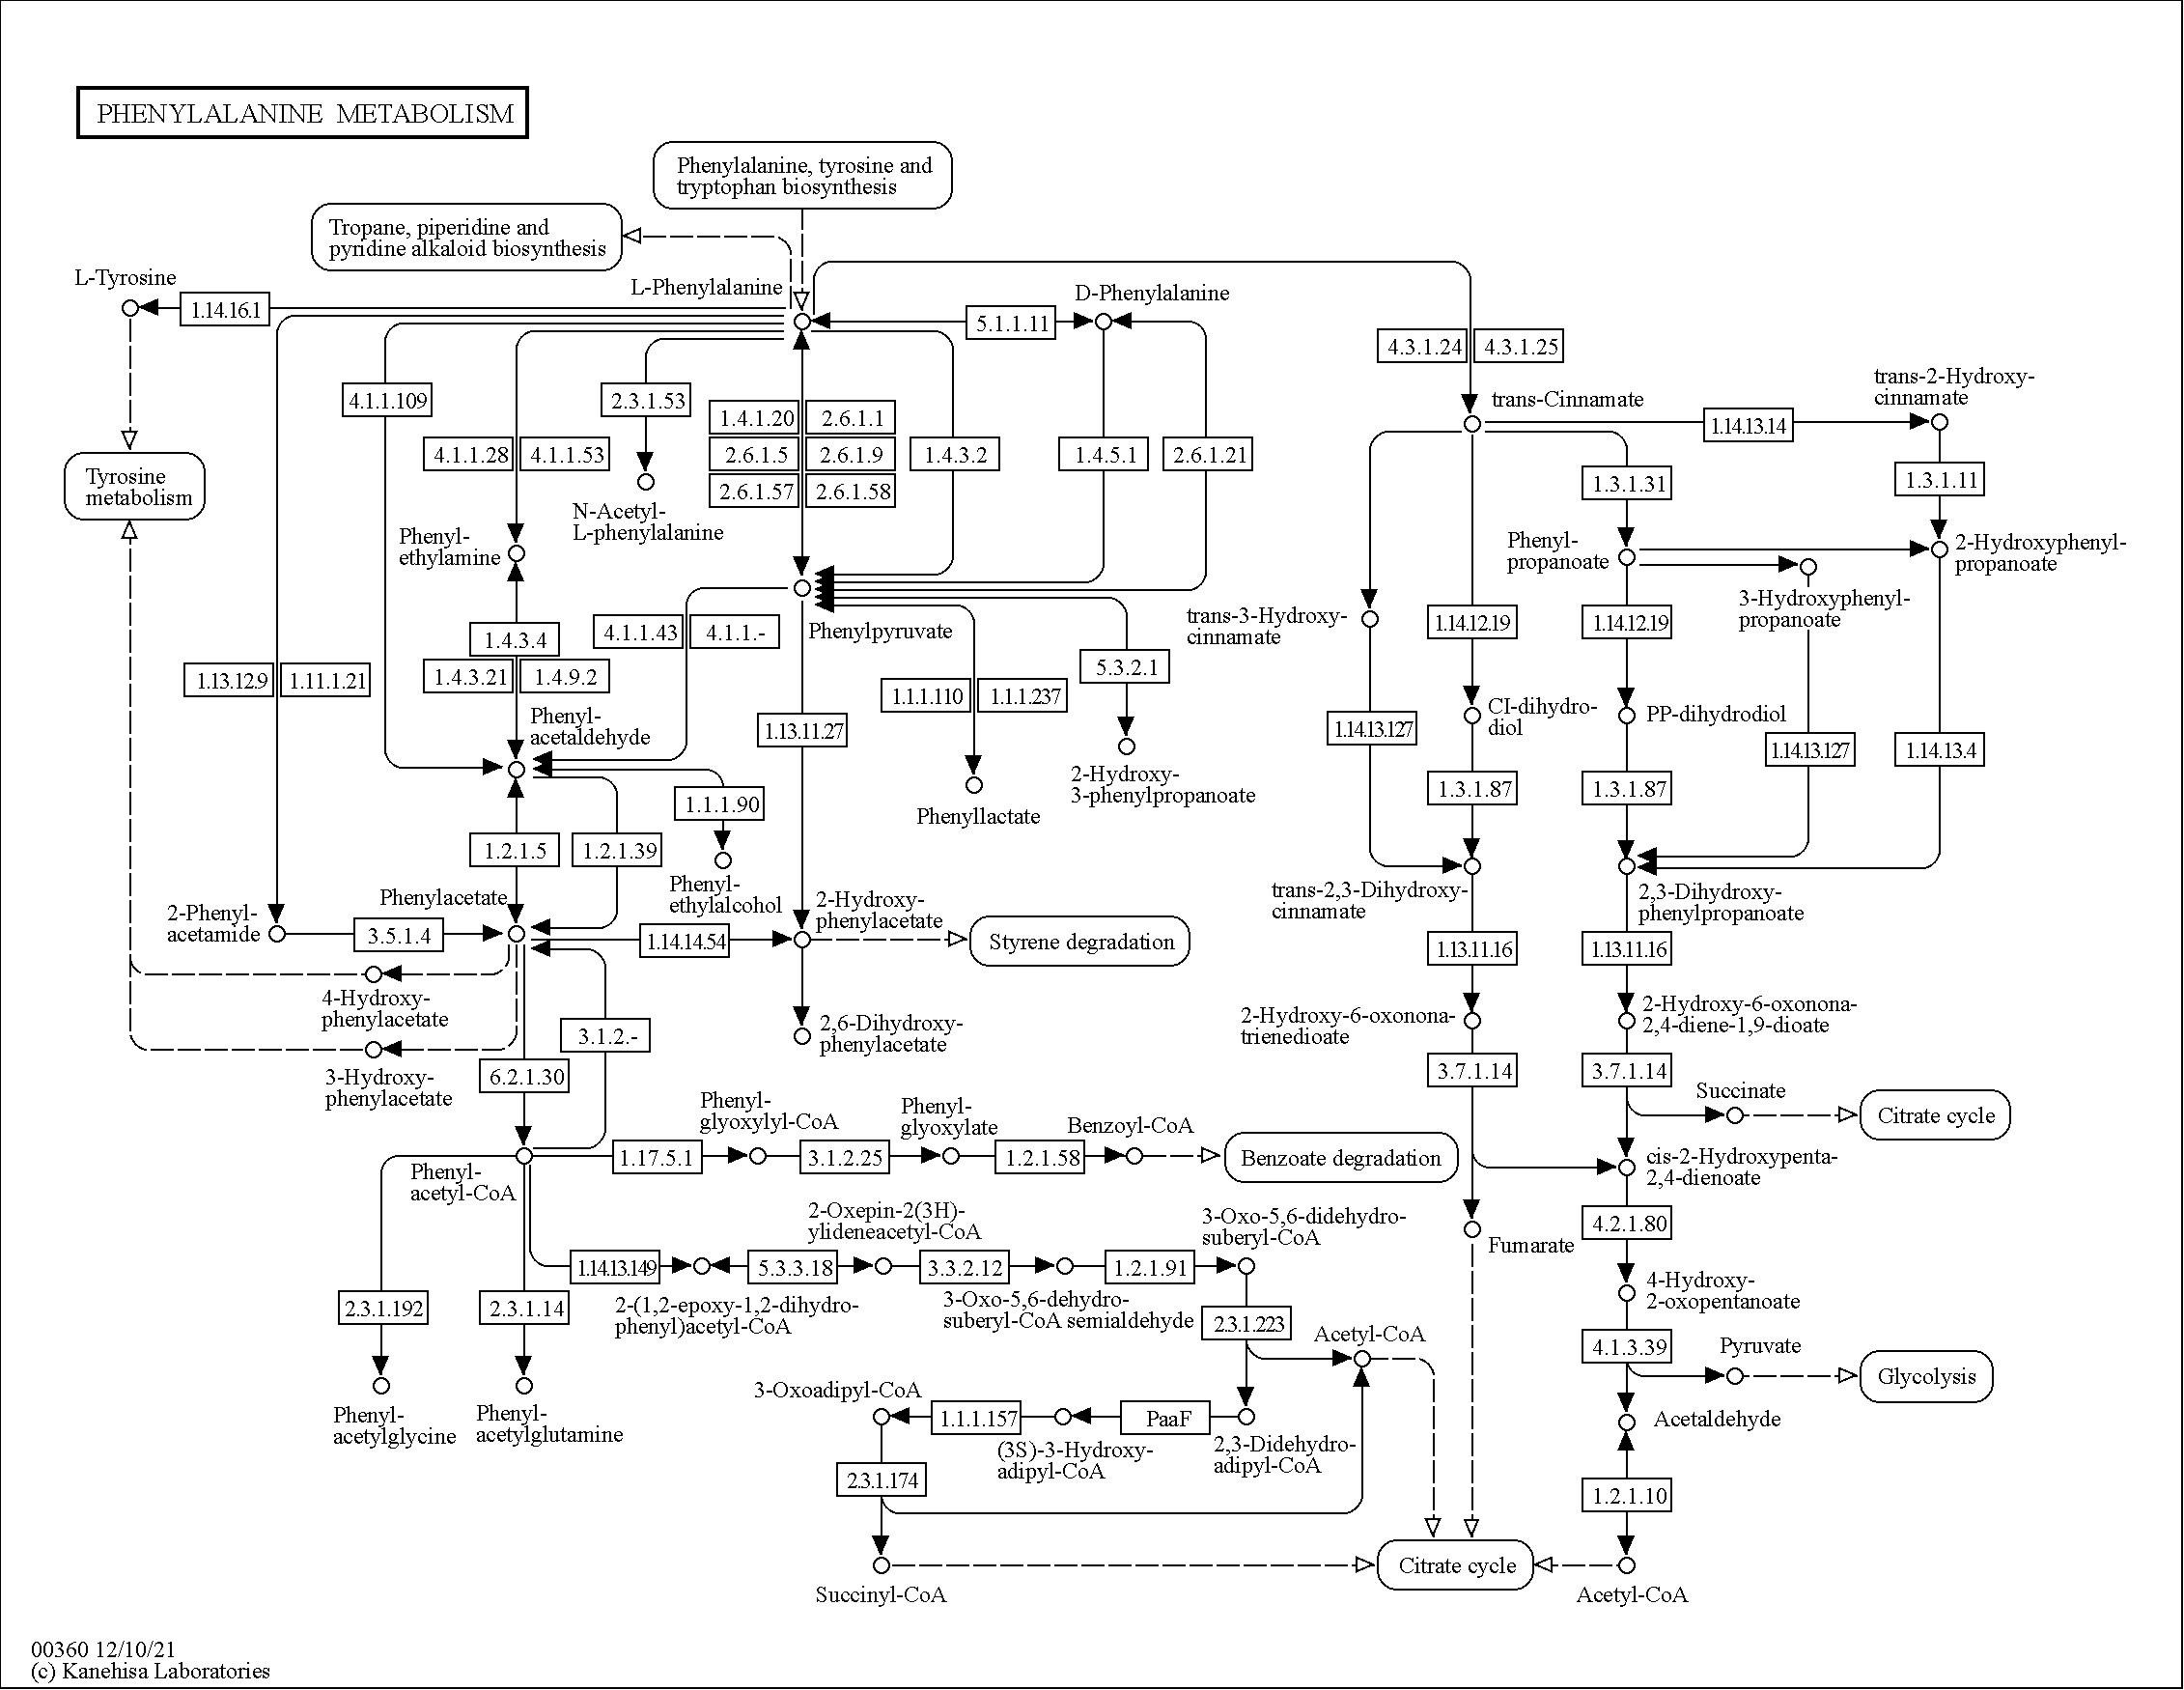 PHENYLALANINE METABOLISM
Phenylalanine, tyrosine and
tryptophan biosynthesis
Tropane, piperidine and
pyridine alkaloid biosynthesis
L-Tyrosine
L-Phenylalanine
D-Phenylalanine
1.14.16.1
5.1.1.11
4.3.1.24
4.3.1.25
4.1.1.109
2.3.1.53
trans-Cinnamate
trans-2-Hydroxy-
cinnamate
1.4.1.20
2.6.1.1
1.14.13.14
4.1.1.28
4.1.1.53
2.6.1.5
2.6.1.9
1.4.3.2
1.4.5.1
2.6.1.21
Tyrosine
metabolism
2.6.1.57
2.6.1.58
1.3.1.31
1.3.1.11
N-Acetyl-
L-phenylalanine
Phenyl-
ethylamine
Phenyl-
propanoate
2-Hydroxyphenyl-
propanoate
3-Hydroxyphenyl-
propanoate
trans-3-Hydroxy-
cinnamate
1.4.3.4
4.1.1.43
4.1.1.-
Phenylpyruvate
1.14.12.19
1.14.12.19
1.13.12.9
1.11.1.21
1.4.3.21
1.4.9.2
5.3.2.1
1.1.1.110
1.1.1.237
Phenyl-
acetaldehyde
1.13.11.27
1.14.13.127
CI-dihydro-
diol
PP-dihydrodiol
1.14.13.127
1.14.13.4
2-Hydroxy-
3-phenylpropanoate
1.1.1.90
Phenyllactate
1.3.1.87
1.3.1.87
1.2.1.5
1.2.1.39
Phenylacetate
Phenyl-
ethylalcohol
2-Hydroxy-
phenylacetate
trans-2,3-Dihydroxy-
cinnamate
2,3-Dihydroxy-
phenylpropanoate
2-Phenyl-
acetamide
3.5.1.4
1.14.14.54
Styrene degradation
1.13.11.16
1.13.11.16
4-Hydroxy-
phenylacetate
3.1.2.-
2,6-Dihydroxy-
phenylacetate
2-Hydroxy-6-oxonona-
trienedioate
2-Hydroxy-6-oxonona-
2,4-diene-1,9-dioate
3-Hydroxy-
phenylacetate
6.2.1.30
3.7.1.14
3.7.1.14
Succinate
Citrate cycle
Phenyl-
glyoxylyl-CoA
Phenyl-
glyoxylate
Benzoyl-CoA
1.17.5.1
3.1.2.25
1.2.1.58
Benzoate degradation
Phenyl-
acetyl-CoA
cis-2-Hydroxypenta-
2,4-dienoate
2-Oxepin-2(3H)-
ylideneacetyl-CoA
3-Oxo-5,6-didehydro-
suberyl-CoA
4.2.1.80
Fumarate
1.14.13.149
5.3.3.18
3.3.2.12
1.2.1.91
4-Hydroxy-
2-oxopentanoate
2.3.1.192
2.3.1.14
2-(1,2-epoxy-1,2-dihydro-
phenyl)acetyl-CoA
3-Oxo-5,6-dehydro-
suberyl-CoA semialdehyde
2.3.1.223
Acetyl-CoA
4.1.3.39
Pyruvate
Glycolysis
3-Oxoadipyl-CoA
Phenyl-
acetylglycine
Phenyl-
acetylglutamine
1.1.1.157
PaaF
Acetaldehyde
(3S)-3-Hydroxy-
adipyl-CoA
2,3-Didehydro-
adipyl-CoA
2.3.1.174
1.2.1.10
Citrate cycle
Succinyl-CoA
Acetyl-CoA
00360 12/10/21
(c) Kanehisa Laboratories